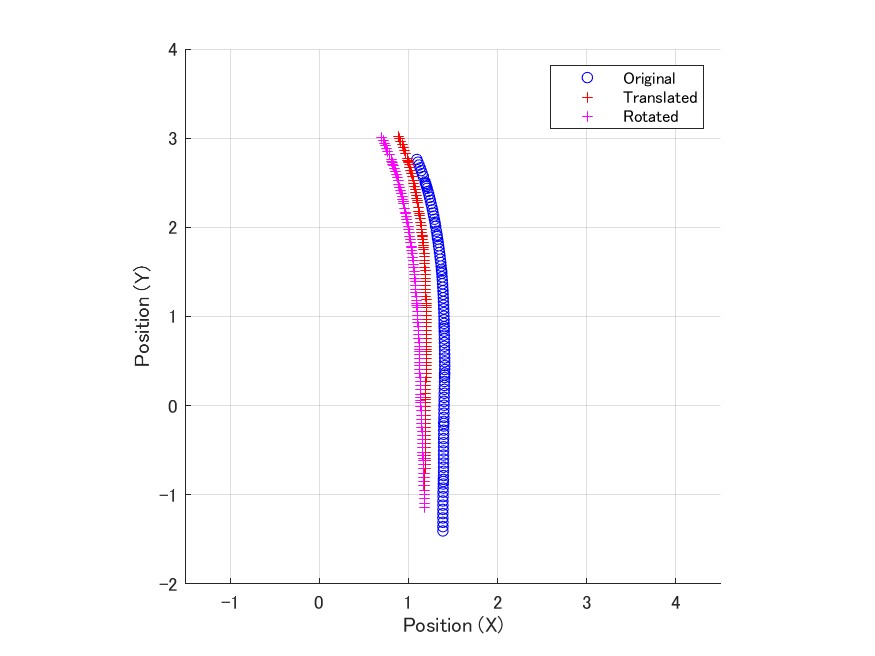 4
3
2
1
0
-1
-2
-1
0
1
2
3
4
Position (X)
Position (Y)
Original
Translated
Rotated